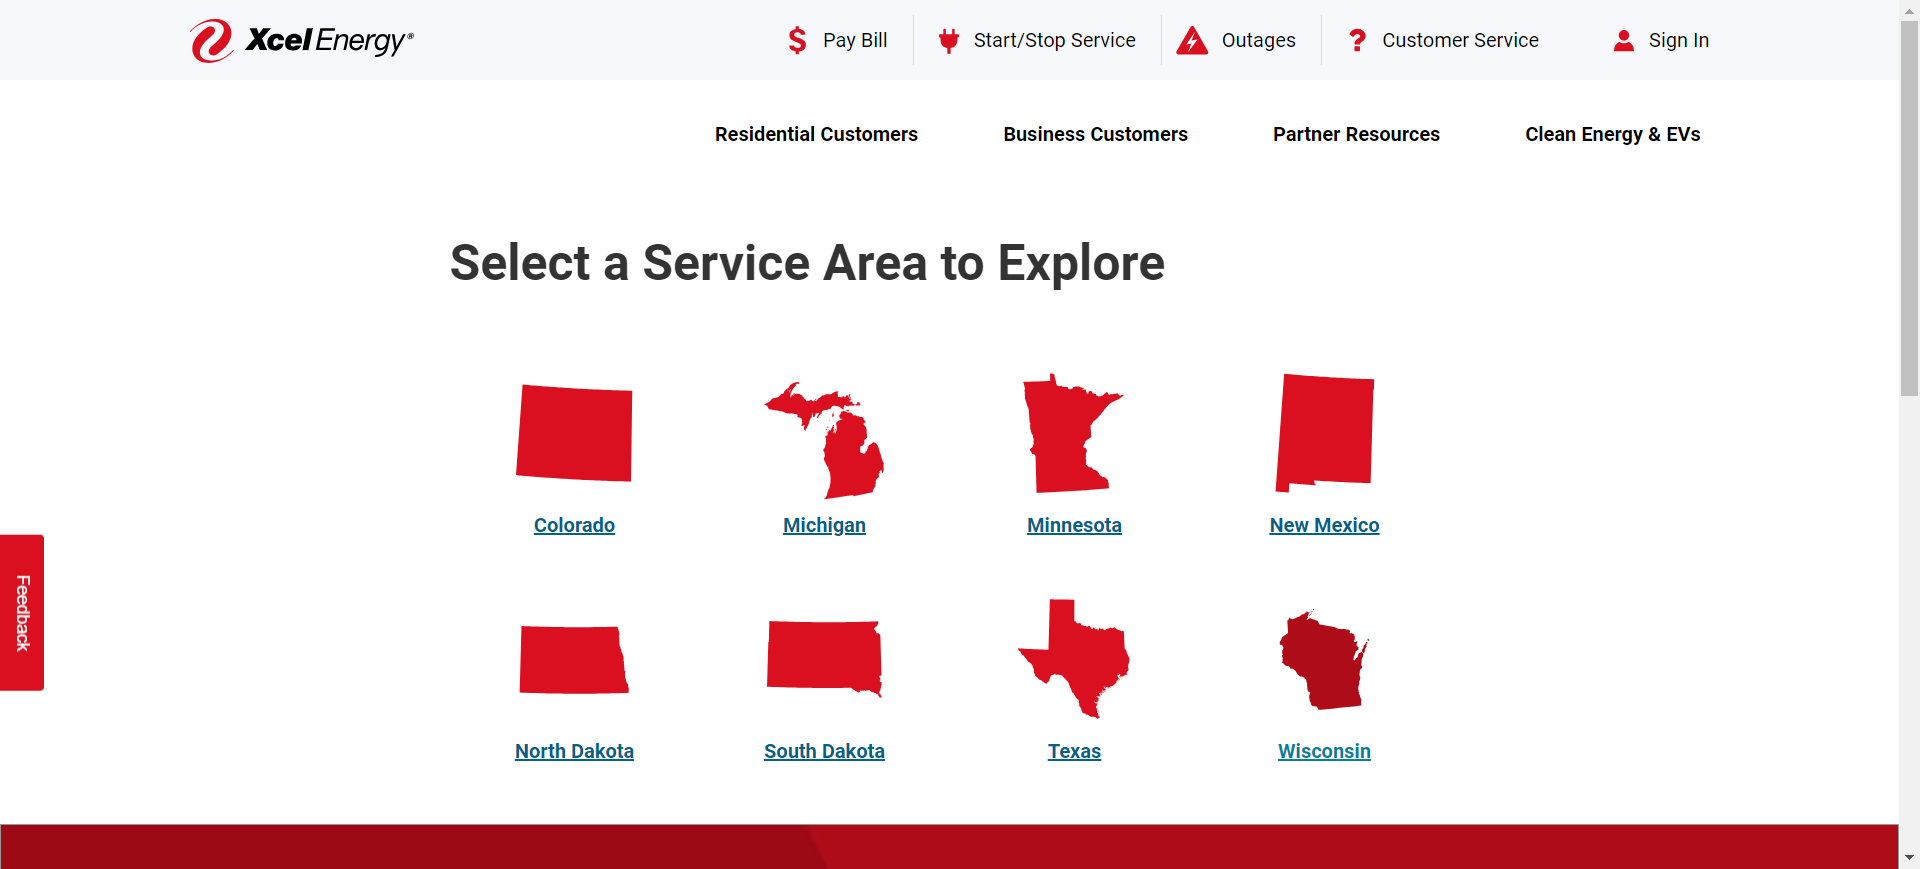 Xcel Energy®
Pay Bill
Start/Stop Service
Outages
Customer Service
Sign In
Residential Customers
Business Customers
Partner Resources
Clean Energy & EVs
Select a Service Area to Explore
Colorado
Michigan
Minnesota
New Mexico
Feedback
North Dakota
South Dakota
Texas
Wisconsin